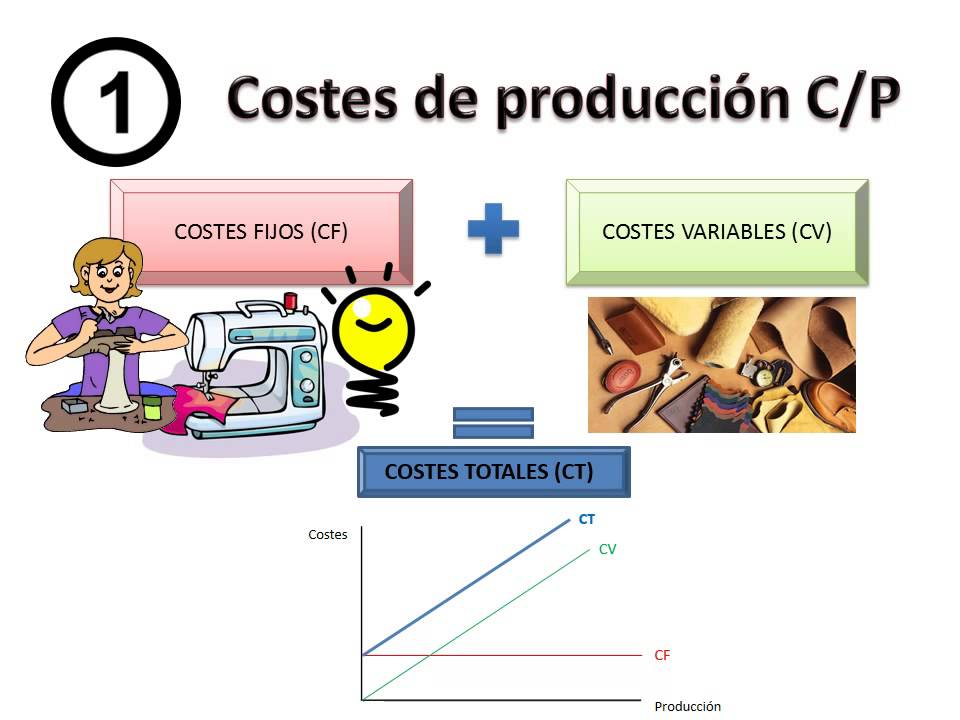 1
Costes de producción C/P
COSTES FIJOS (CF)
COSTES VARIABLES (CV)
COSTES TOTALES (CT)
Costes
CT
CV
CF
Producción